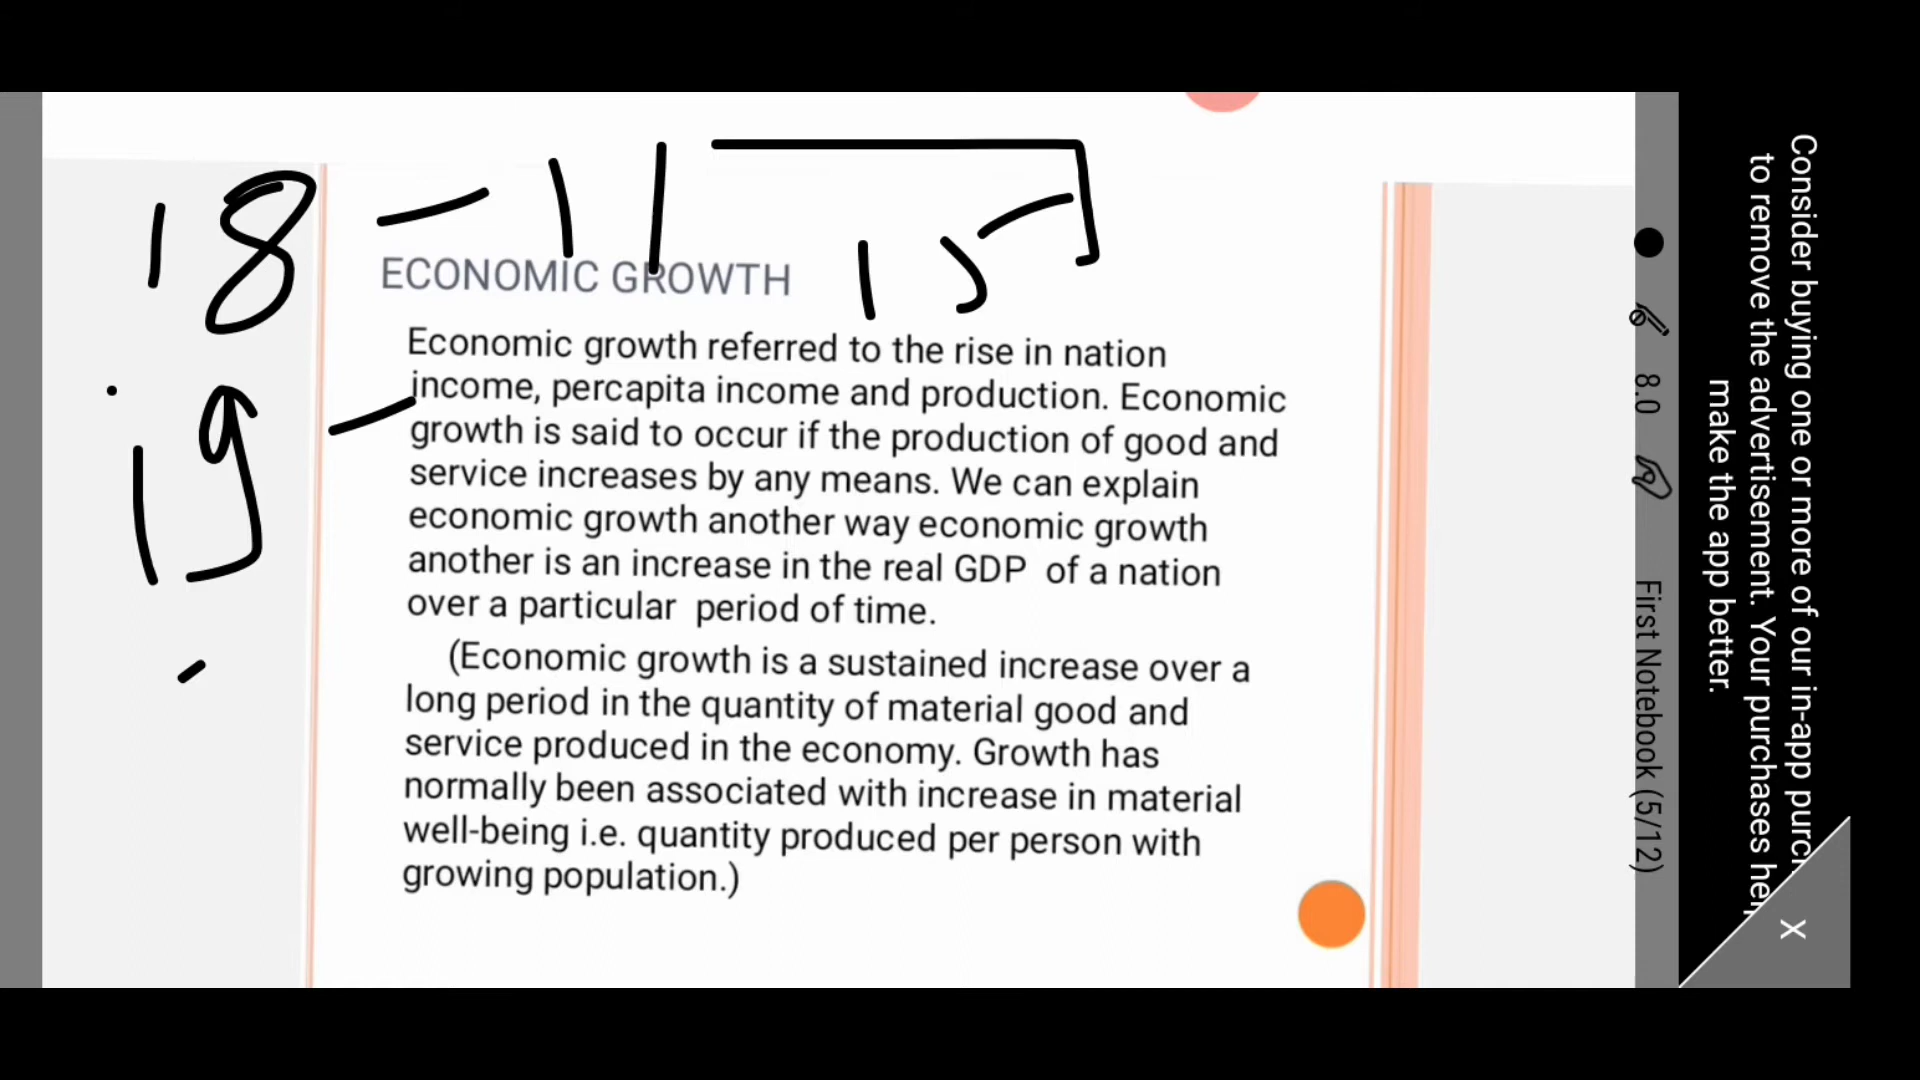 18 - 11
15
ECONOMIC GROWTH
19 -
Economic growth referred to the rise in nation
income, percapita income and production. Economic
growth is said to occur if the production of good and
service increases by any means. We can explain
economic growth another way economic growth
another is an increase in the real GDP of a nation
over a particular period of time.
(Economic growth is a sustained increase over a
long period in the quantity of material good and
service produced in the economy. Growth has
normally been associated with increase in material
well-being i.e. quantity produced per person with
growing population.)
8.0
First Notebook (5/12)
Consider buying one or more of our in-app purc
to remove the advertisement. Your purchases hel
make the app better.
X